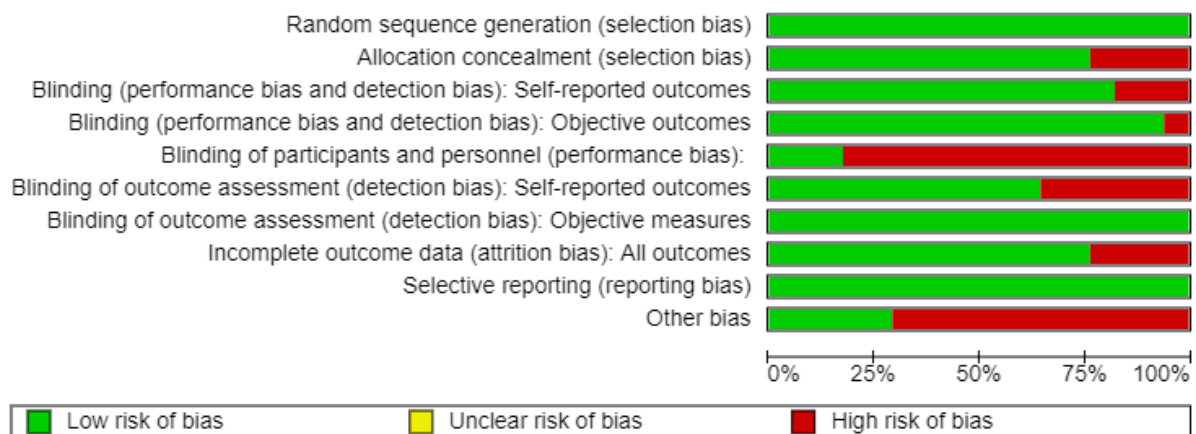 Random sequence generation (selection bias)
Allocation concealment (selection bias)
Blinding (performance bias and detection bias): Self-reported outcomes
Blinding (performance bias and detection bias): Objective outcomes
Blinding of participants and personnel (performance bias):
Blinding of outcome assessment (detection bias): Self-reported outcomes
Blinding of outcome assessment (detection bias): Objective measures
Incomplete outcome data (attrition bias): All outcomes
Selective reporting (reporting bias)
Other bias
0% 25% 50% 75% 100%
Low risk of bias Unclear risk of bias High risk of bias